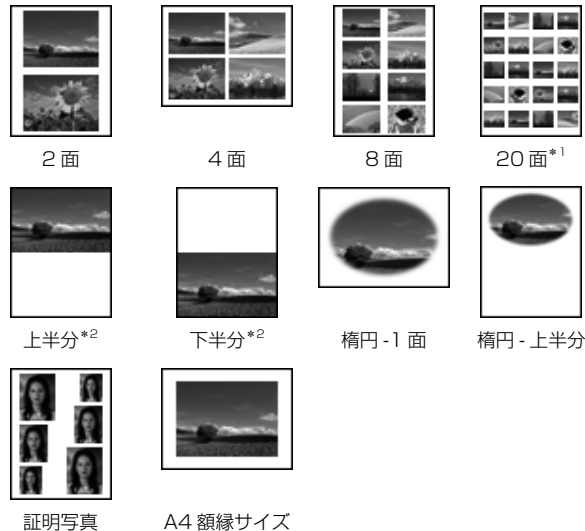 2 面
4 面
8 面
20 面*1
上半分*2
下半分*2
楕円 -1 面
楕円 - 上半分
証明写真
A4 額縁サイズ